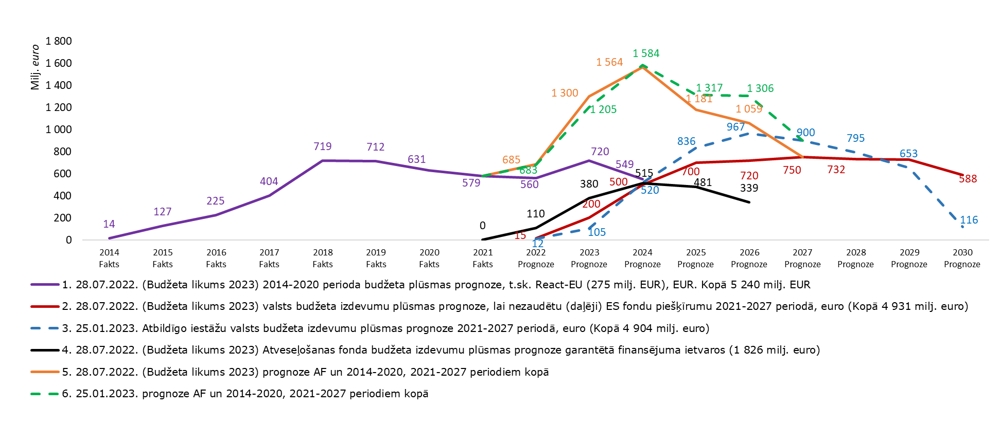 Milj. euro
1 800
1 600
1 400
1 200
1 000
800
600
400
200
0
14
127
225
404
719
712
631
579
560
720
549
0
110
380
515
481
339
15
200
500
700
720
750
732
588
12
105
520
836
967
900
795
653
116
685
1 300
1 564
1 181
1 059
683
1 205
1 584
1 317
1 306
2014 Fakts
2015 Fakts
2016 Fakts
2017 Fakts
2018 Fakts
2019 Fakts
2020 Fakts
2021 Fakts
2022 Prognoze
2023 Prognoze
2024 Prognoze
2025 Prognoze
2026 Prognoze
2027 Prognoze
2028 Prognoze
2029 Prognoze
2030 Prognoze
1. 28.07.2022. (Budžeta likums 2023) 2014-2020 perioda budžeta plūsmas prognoze, t.sk. React-EU (275 milj. EUR), EUR. Kopā 5 240 milj. EUR
2. 28.07.2022. (Budžeta likums 2023) valsts budžeta izdevumu plūsmas prognoze, lai nezaudētu (daļēji) ES fondu piešķīrumu 2021-2027 periodā, euro (Kopā 4 931 milj. euro)
3. 25.01.2023. Atbildīgo iestāžu valsts budžeta izdevumu plūsmas prognoze 2021-2027 periodā, euro (Kopā 4 904 milj. euro)
4. 28.07.2022. (Budžeta likums 2023) Atveseļošanas fonda budžeta izdevumu plūsmas prognoze garantētā finansējuma ietvaros (1 826 milj. euro)
5. 28.07.2022. (Budžeta likums 2023) prognoze AF un 2014-2020, 2021-2027 periodiem kopā
6. 25.01.2023. prognoze AF un 2014-2020, 2021-2027 periodiem kopā